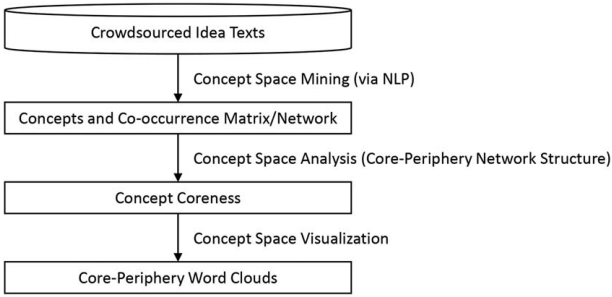 Crowdsourced Idea Texts
Concept Space Mining (via NLP)
Concepts and Co-occurrence Matrix/Network
Concept Space Analysis (Core-Periphery Network Structure)
Concept Coreness
Concept Space Visualization
Core-Periphery Word Clouds